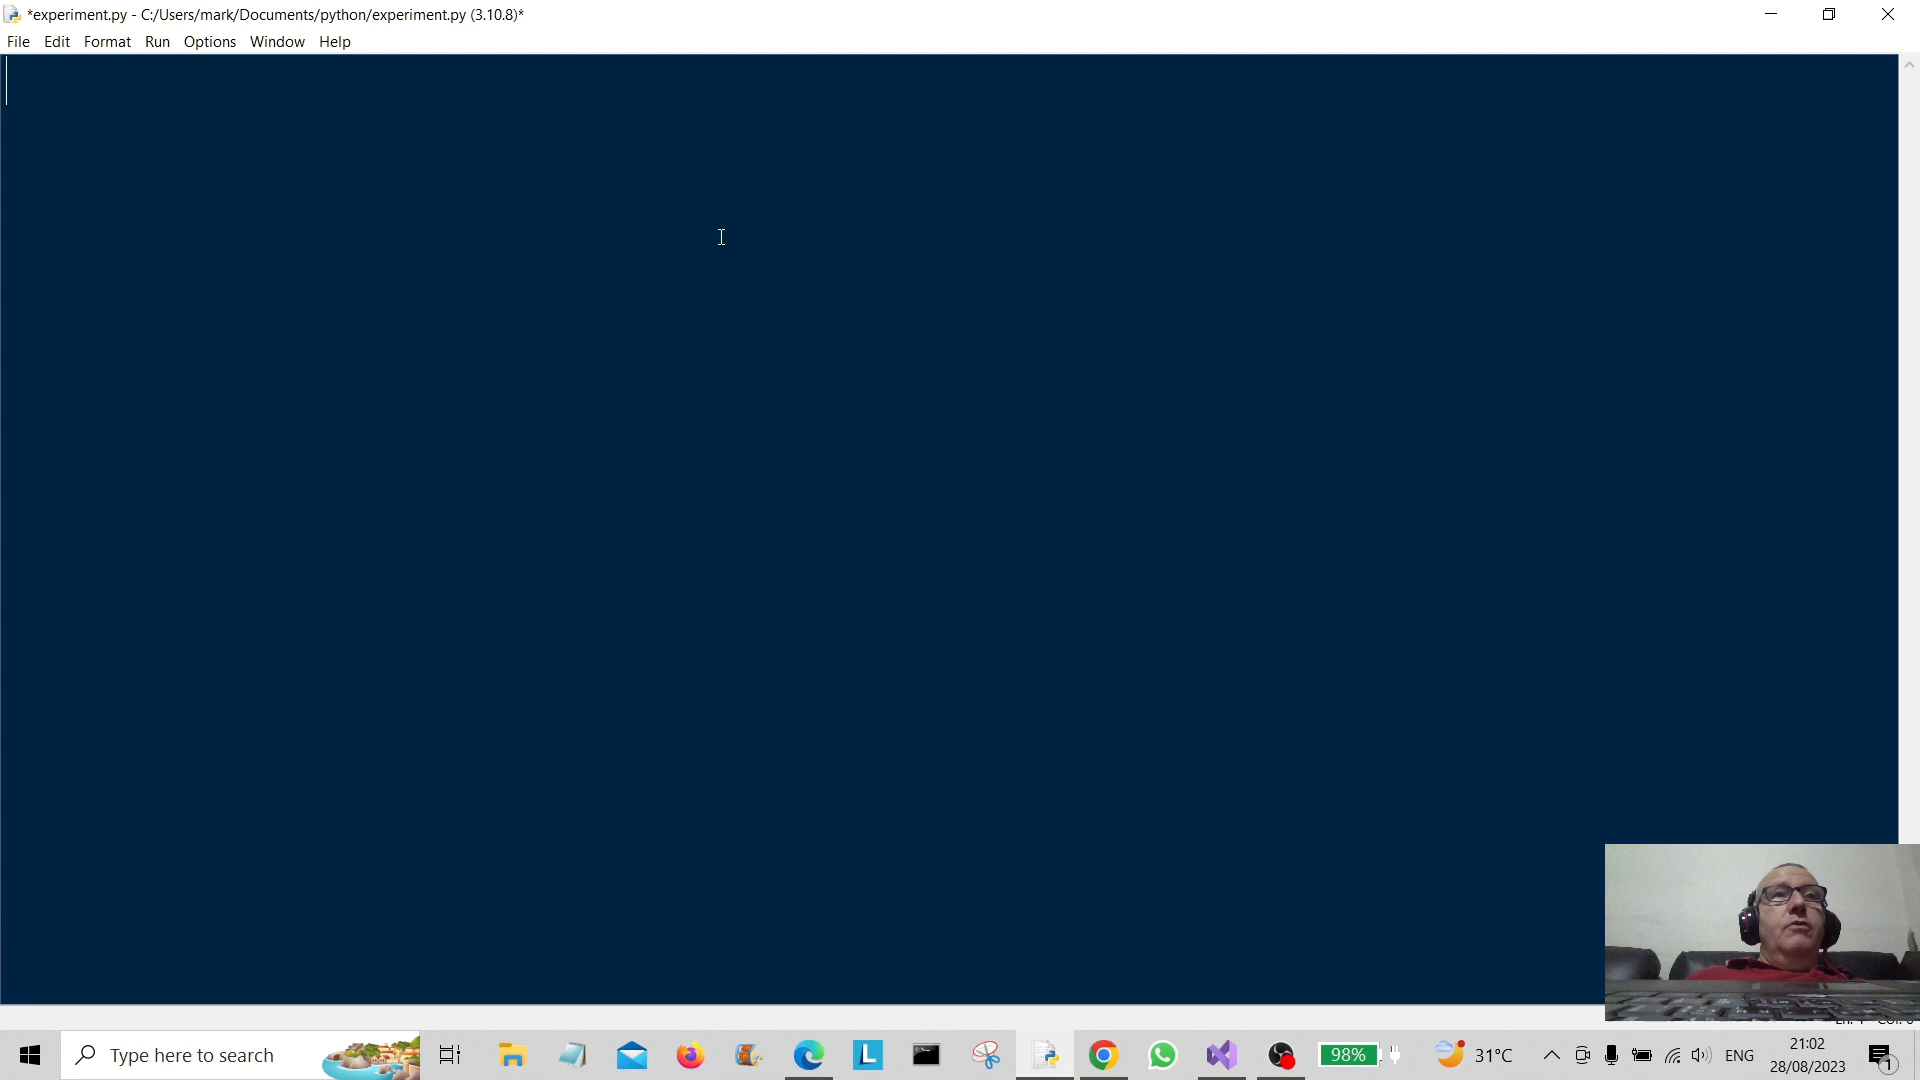 *experiment.py - C:/Users/mark/Documents/python/experiment.py (3.10.8)*
File Edit Format Run Options Window Help
Type here to search
L
98%
31°C
ENG
21:02
28/08/2023
1